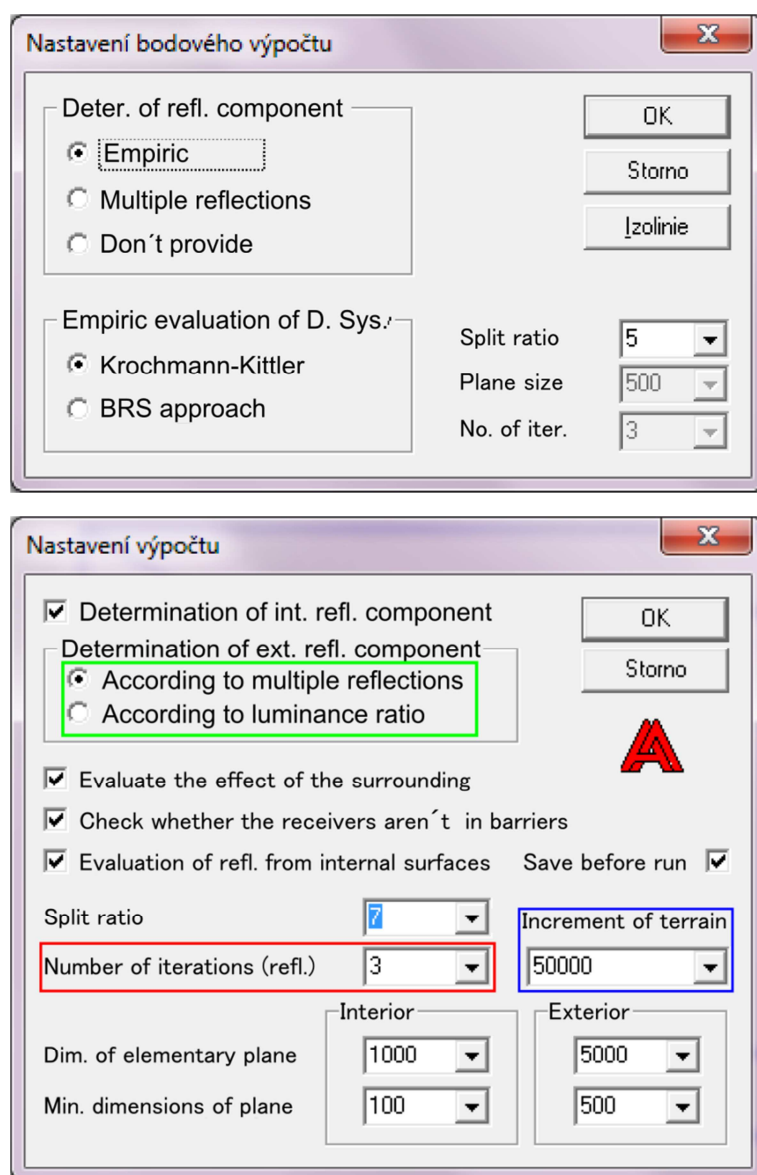 Nastavení bodového výpočtu
Deter. of refl. component
Empiric
Multiple reflections
Don´t provide
OK
Storno
Izolinie
Empiric evaluation of D. Sys.
Krochmann-Kittler
BRS approach
Split ratio 5
Plane size 500
No. of iter. 3
Nastavení výpočtu
Determination of int. refl. component
Determination of ext. refl. component
According to multiple reflections
According to luminance ratio
OK
Storno
Evaluate the effect of the surrounding
Check whether the receivers aren´t in barriers
Evaluation of refl. from internal surfaces Save before run
Split ratio 7
Increment of terrain
Number of iterations (refl.) 3 50000
Interior Exterior
Dim. of elementary plane 1000 5000
Min. dimensions of plane 100 500